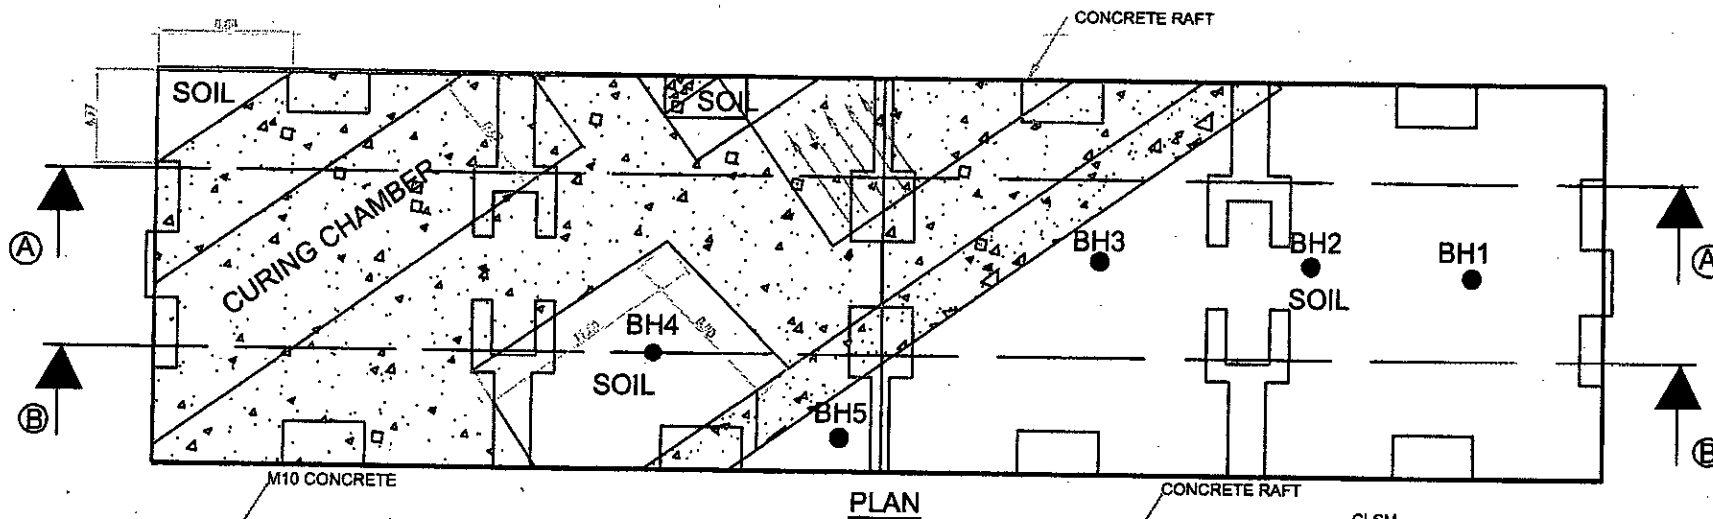 CONCRETE RAFT
SOIL
SOIL
CURING CHAMBER
A
A
BH3
BH2
BH1
SOIL
BH4
SOIL
BH5
B
B
M10 CONCRETE
PLAN
CONCRETE RAFT